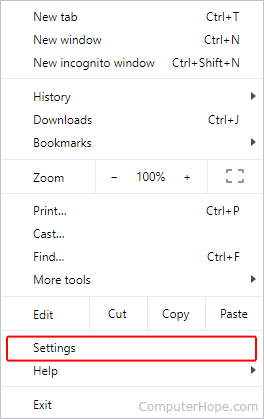 New tab Ctrl+T
New window Ctrl+N
New incognito window Ctrl+Shift+N
History
Downloads Ctrl+J
Bookmarks
Zoom − 100% +
Print... Ctrl+P
Cast...
Find... Ctrl+F
More tools
Edit Cut Copy Paste
Settings
Help
Exit
ComputerHope.com